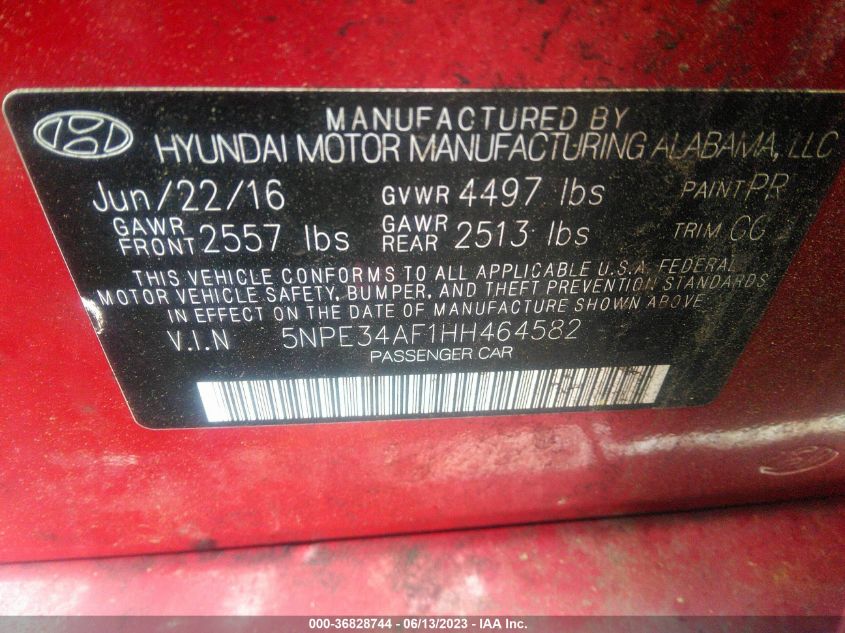 MANUFACTURED BY
HYUNDAI MOTOR MANUFACTURING ALABAMA, LLC
Jun/22/16 GVWR 4497 lbs PAINT PR
GAWR FRONT 2557 lbs GAWR REAR 2513 lbs TRIM CG
THIS VEHICLE CONFORMS TO ALL APPLICABLE U.S.A. FEDERAL
MOTOR VEHICLE SAFETY, BUMPER, AND THEFT PREVENTION STANDARDS
IN EFFECT ON THE DATE OF MANUFACTURE SHOWN ABOVE
V.I.N 5NPE34AF1HH464582
PASSENGER CAR
000-36828744 - 06/13/2023 - IAA Inc.